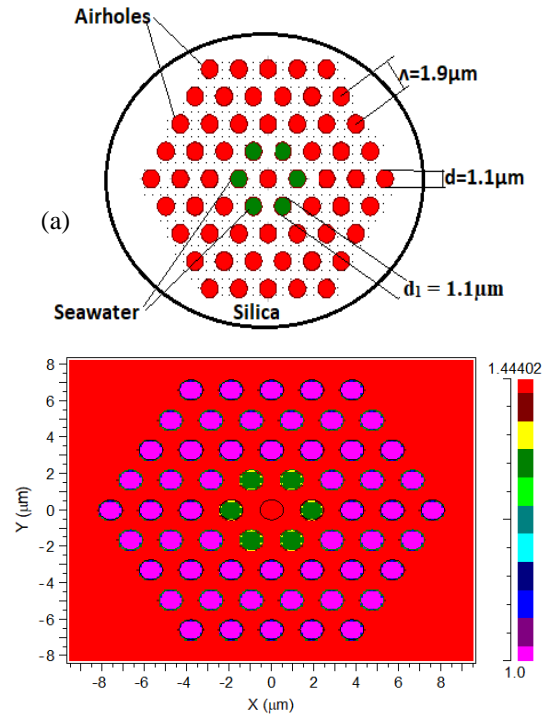 Airholes
Λ=1.9μm
d=1.1μm
(a)
d1 = 1.1μm
Seawater
Silica
1.44402
8
6
4
2
0
-2
-4
-6
-8
Y (μm)
-8 -6 -4 -2 0 2 4 6 8
X (μm)
1.0